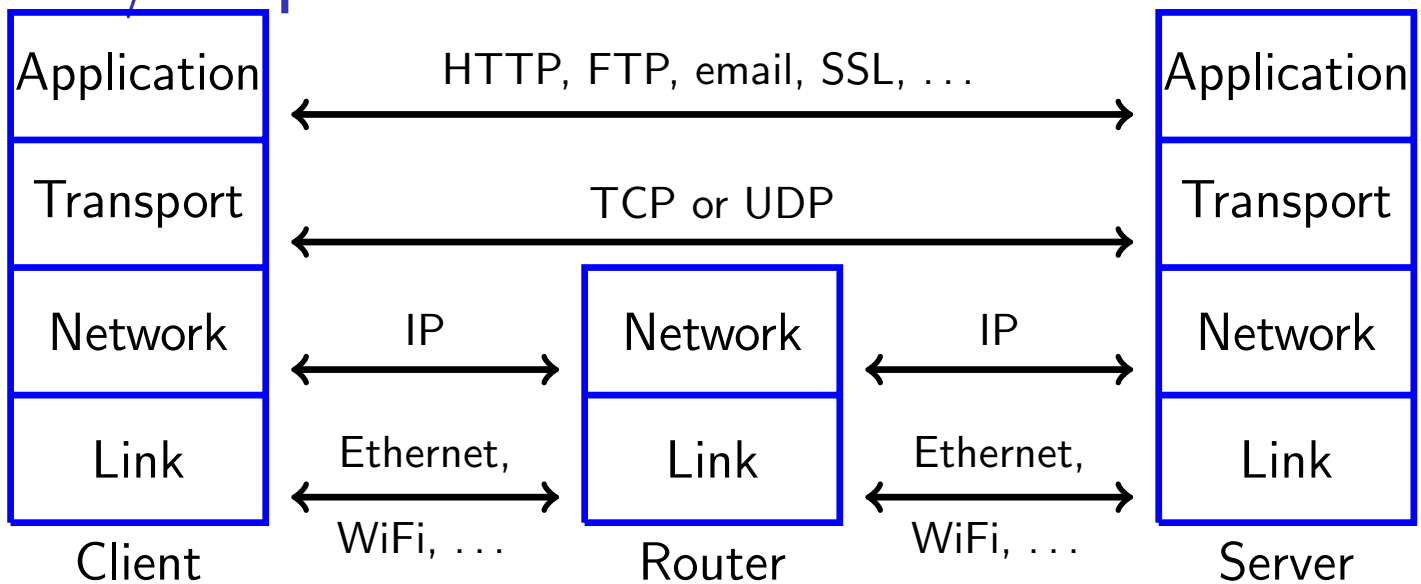 HTTP, FTP, email, SSL, ...
Application
Application
TCP or UDP
Transport
Transport
IP
IP
Network
Network
Network
Ethernet,
Ethernet,
Link
Link
Link
WiFi, ...
WiFi, ...
Client
Router
Server